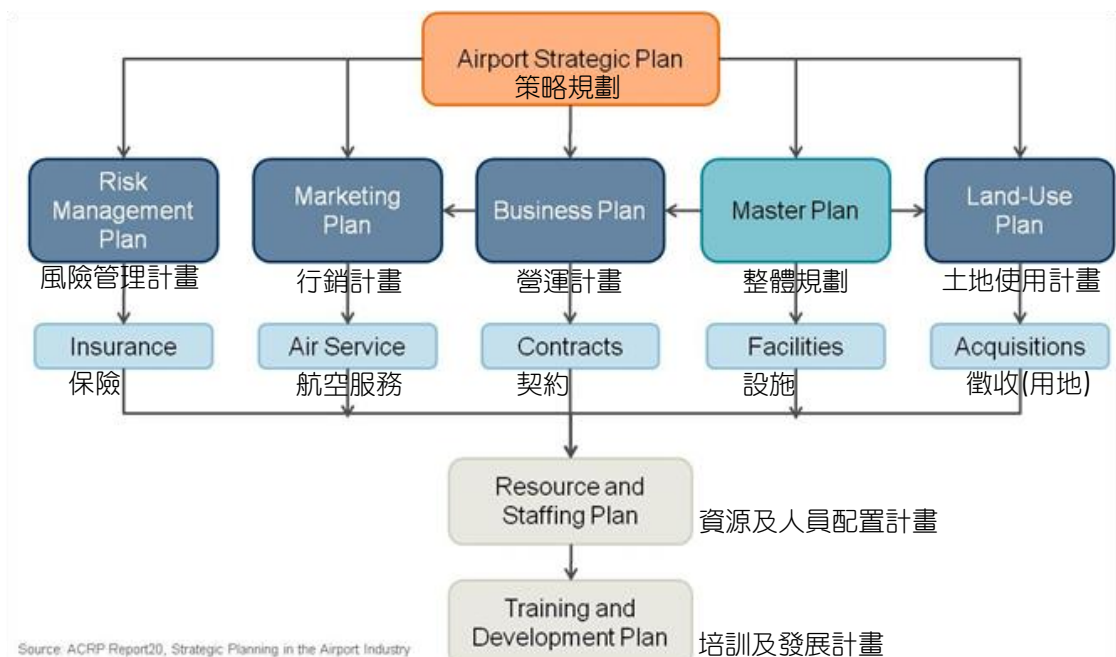 Airport Strategic Plan
策略規劃
Risk
Management
Plan
風險管理計畫
Marketing
Plan
行銷計畫
Business Plan
營運計畫
Master Plan
整體規劃
Land-Use
Plan
土地使用計畫
Insurance
保險
Air Service
航空服務
Contracts
契約
Facilities
設施
Acquisitions
徵收(用地)
Resource and
Staffing Plan
資源及人員配置計畫
Training and
Development Plan
培訓及發展計畫
Source: ACRP Report20, Strategic Planning in the Airport Industry